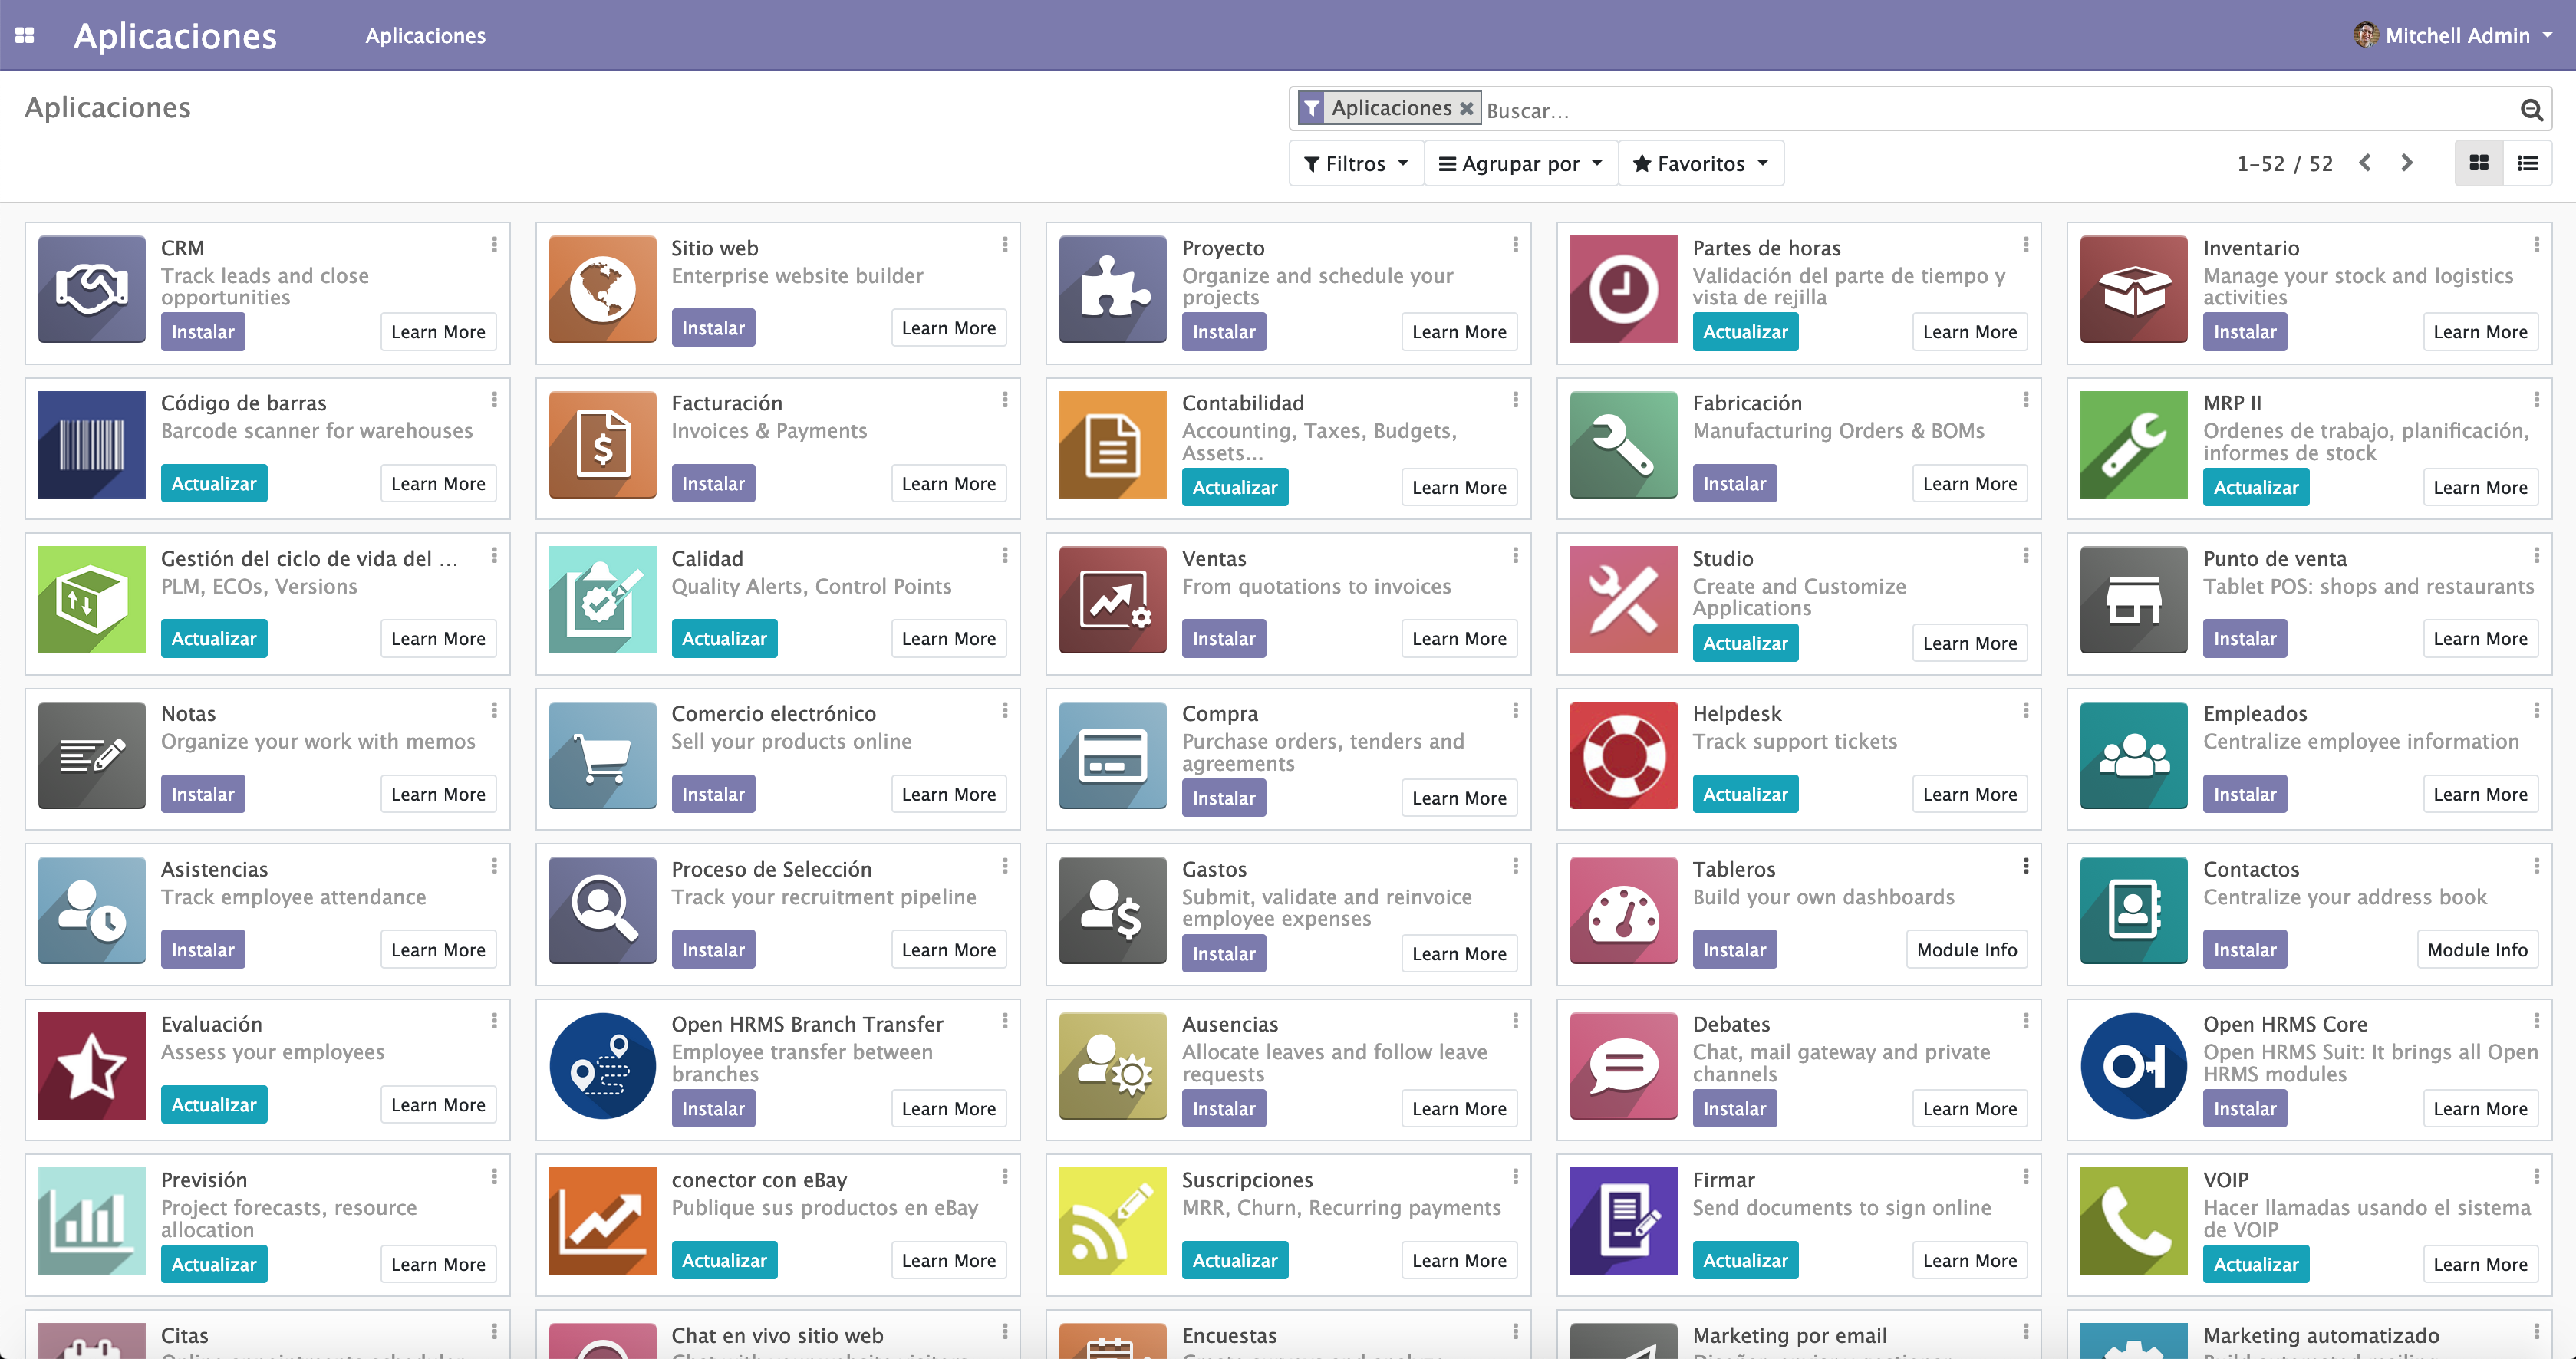 Aplicaciones
Aplicaciones
Mitchell Admin
Aplicaciones
Aplicaciones
Buscar...
Filtros
Agrupar por
Favoritos
1-52 / 52
CRM
Track leads and close
opportunities
Instalar
Learn More
Sitio web
Enterprise website builder
Instalar
Learn More
Proyecto
Organize and schedule your
projects
Instalar
Learn More
Partes de horas
Validación del parte de tiempo y
vista de rejilla
Actualizar
Learn More
Inventario
Manage your stock and logistics
activities
Instalar
Learn More
Código de barras
Barcode scanner for warehouses
Actualizar
Learn More
Facturación
Invoices & Payments
Instalar
Learn More
Contabilidad
Accounting, Taxes, Budgets,
Assets...
Actualizar
Learn More
Fabricación
Manufacturing Orders & BOMs
Instalar
Learn More
MRP II
Ordenes de trabajo, planificación,
informes de stock
Actualizar
Learn More
Gestión del ciclo de vida del ...
PLM, ECOs, Versions
Actualizar
Learn More
Calidad
Quality Alerts, Control Points
Actualizar
Learn More
Ventas
From quotations to invoices
Instalar
Learn More
Studio
Create and Customize
Applications
Actualizar
Learn More
Punto de venta
Tablet POS: shops and restaurants
Instalar
Learn More
Notas
Organize your work with memos
Instalar
Learn More
Comercio electrónico
Sell your products online
Instalar
Learn More
Compra
Purchase orders, tenders and
agreements
Instalar
Learn More
Helpdesk
Track support tickets
Actualizar
Learn More
Empleados
Centralize employee information
Instalar
Learn More
Asistencias
Track employee attendance
Instalar
Learn More
Proceso de Selección
Track your recruitment pipeline
Instalar
Learn More
Gastos
Submit, validate and reinvoice
employee expenses
Instalar
Learn More
Tableros
Build your own dashboards
Instalar
Module Info
Contactos
Centralize your address book
Instalar
Module Info
Evaluación
Assess your employees
Actualizar
Learn More
Open HRMS Branch Transfer
Employee transfer between
branches
Instalar
Learn More
Ausencias
Allocate leaves and follow leave
requests
Instalar
Learn More
Debates
Chat, mail gateway and private
channels
Instalar
Learn More
Open HRMS Core
Open HRMS Suit: It brings all Open
HRMS modules
Instalar
Learn More
Previsión
Project forecasts, resource
allocation
Actualizar
Learn More
conector con eBay
Publique sus productos en eBay
Actualizar
Learn More
Suscripciones
MRR, Churn, Recurring payments
Actualizar
Learn More
Firmar
Send documents to sign online
Actualizar
Learn More
VOIP
Hacer llamadas usando el sistema
de VOIP
Actualizar
Learn More
Citas
Chat en vivo sitio web
Encuestas
Marketing por email
Marketing automatizado